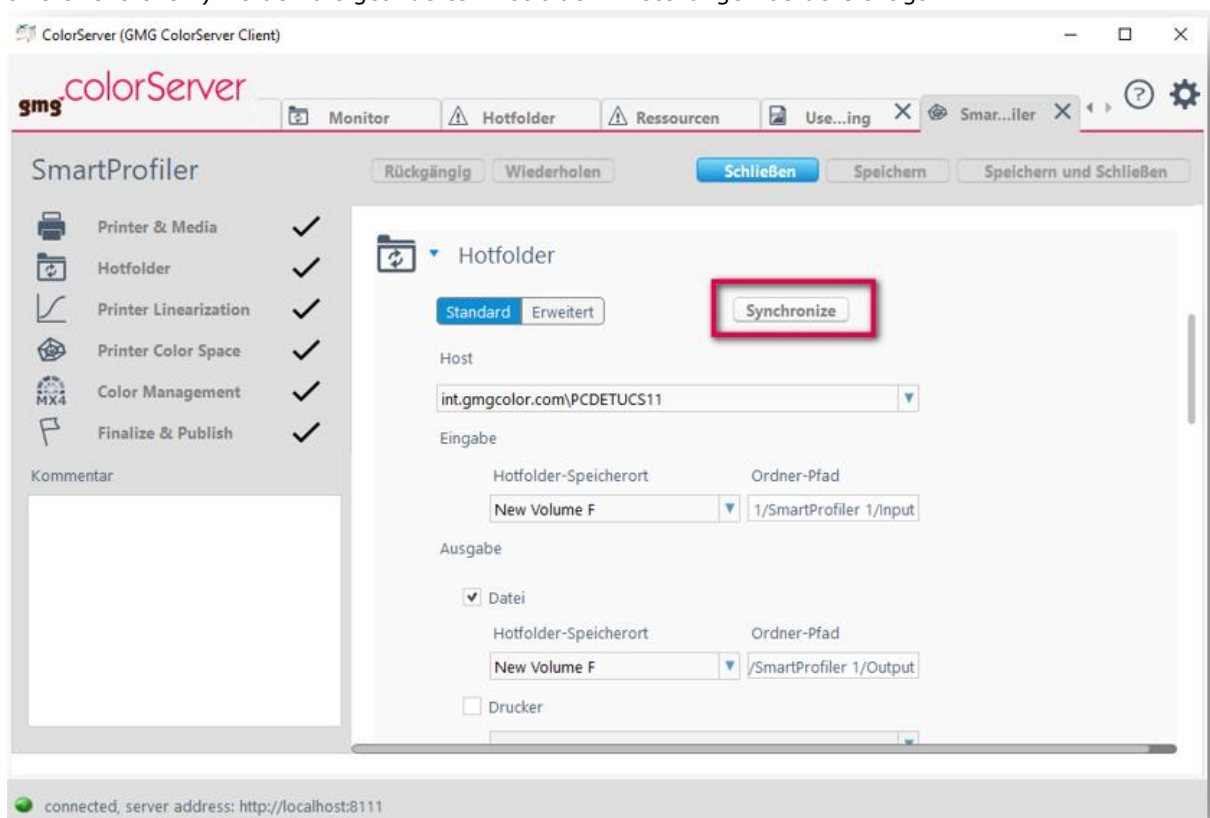 ColorServer (GMG ColorServer Client)
gmg colorServer
Monitor
Hotfolder
Ressourcen
Use...ing
Smar...iler
SmartProfiler
Rückgängig
Wiederholen
Schließen
Speichern
Speichern und Schließen
Printer & Media
Hotfolder
Printer Linearization
Printer Color Space
MX4
Color Management
Finalize & Publish
Kommentar
Hotfolder
Standard
Erweitert
Synchronize
Host
int.gmgcolor.com\PCDETUCS11
Eingabe
Hotfolder-Speicherort
Ordner-Pfad
New Volume F
1/SmartProfiler 1/Input
Ausgabe
Datei
Hotfolder-Speicherort
Ordner-Pfad
New Volume F
/SmartProfiler 1/Output
Drucker
connected, server address: http://localhost:8111